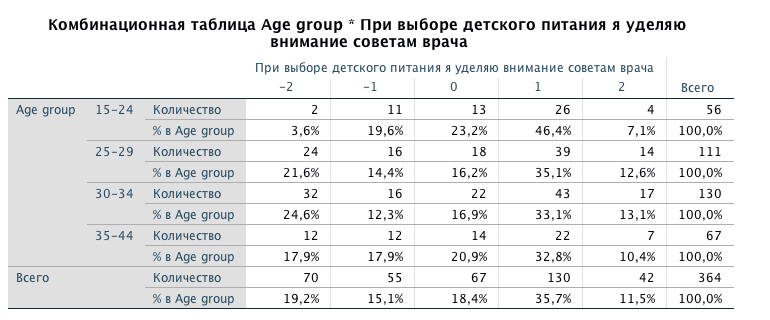 Комбинационная таблица Age group * При выборе детского питания я уделяю
внимание советам врача
При выборе детского питания я уделяю внимание советам врача
-2 -1 0 1 2 Всего
Age group 15-24 Количество 2 11 13 26 4 56
% в Age group 3,6% 19,6% 23,2% 46,4% 7,1% 100,0%
25-29 Количество 24 16 18 39 14 111
% в Age group 21,6% 14,4% 16,2% 35,1% 12,6% 100,0%
30-34 Количество 32 16 22 43 17 130
% в Age group 24,6% 12,3% 16,9% 33,1% 13,1% 100,0%
35-44 Количество 12 12 14 22 7 67
% в Age group 17,9% 17,9% 20,9% 32,8% 10,4% 100,0%
Всего Количество 70 55 67 130 42 364
% в Age group 19,2% 15,1% 18,4% 35,7% 11,5% 100,0%